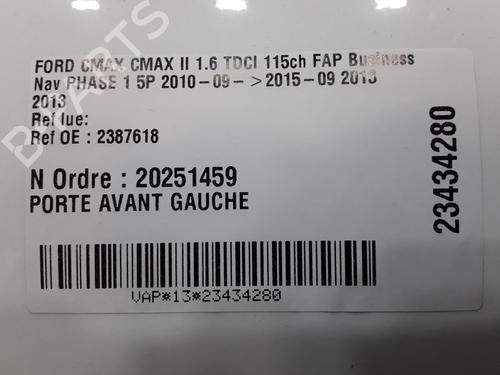 FORD CMAX CMAX II 1.6 TDCI 115ch FAP Business
Nav PHASE 1 5P 2010-09- > 2015-09 2013
2013
Ref lue:
Ref OE : 2387618
N Ordre : 20251459
PORTE AVANT GAUCHE
VAP*13*23434280
23434280
B-PARTS